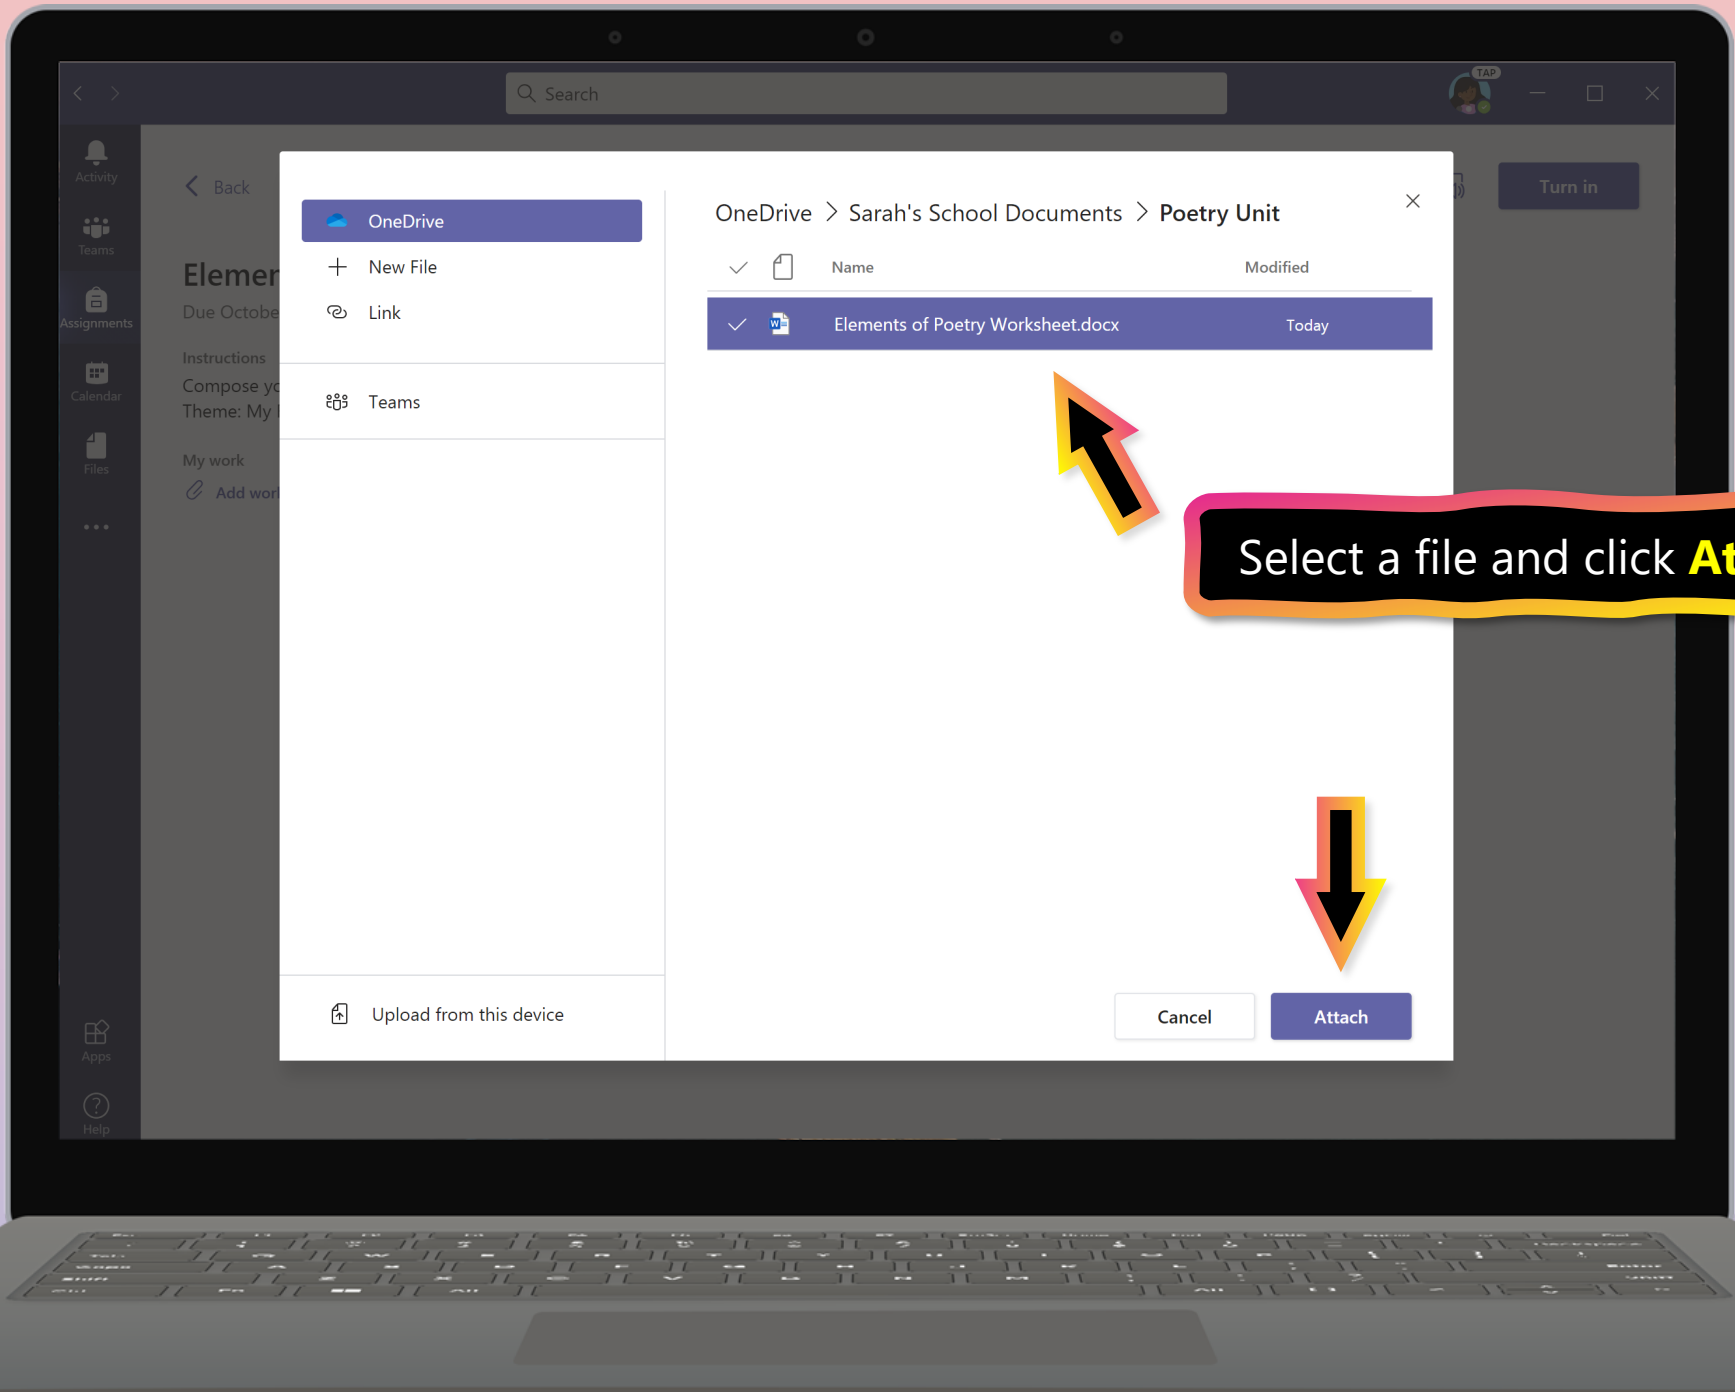 Search
TAP
Activity
Teams
Assignments
Calendar
Files
Apps
Help
Back
Turn in
Elemen
Due Octobe
Instructions
Compose yo
Theme: My
My work
Add worl
OneDrive
New File
Link
Teams
Upload from this device
OneDrive > Sarah's School Documents > Poetry Unit
Name Modified
Elements of Poetry Worksheet.docx Today
Select a file and click At
Cancel Attach